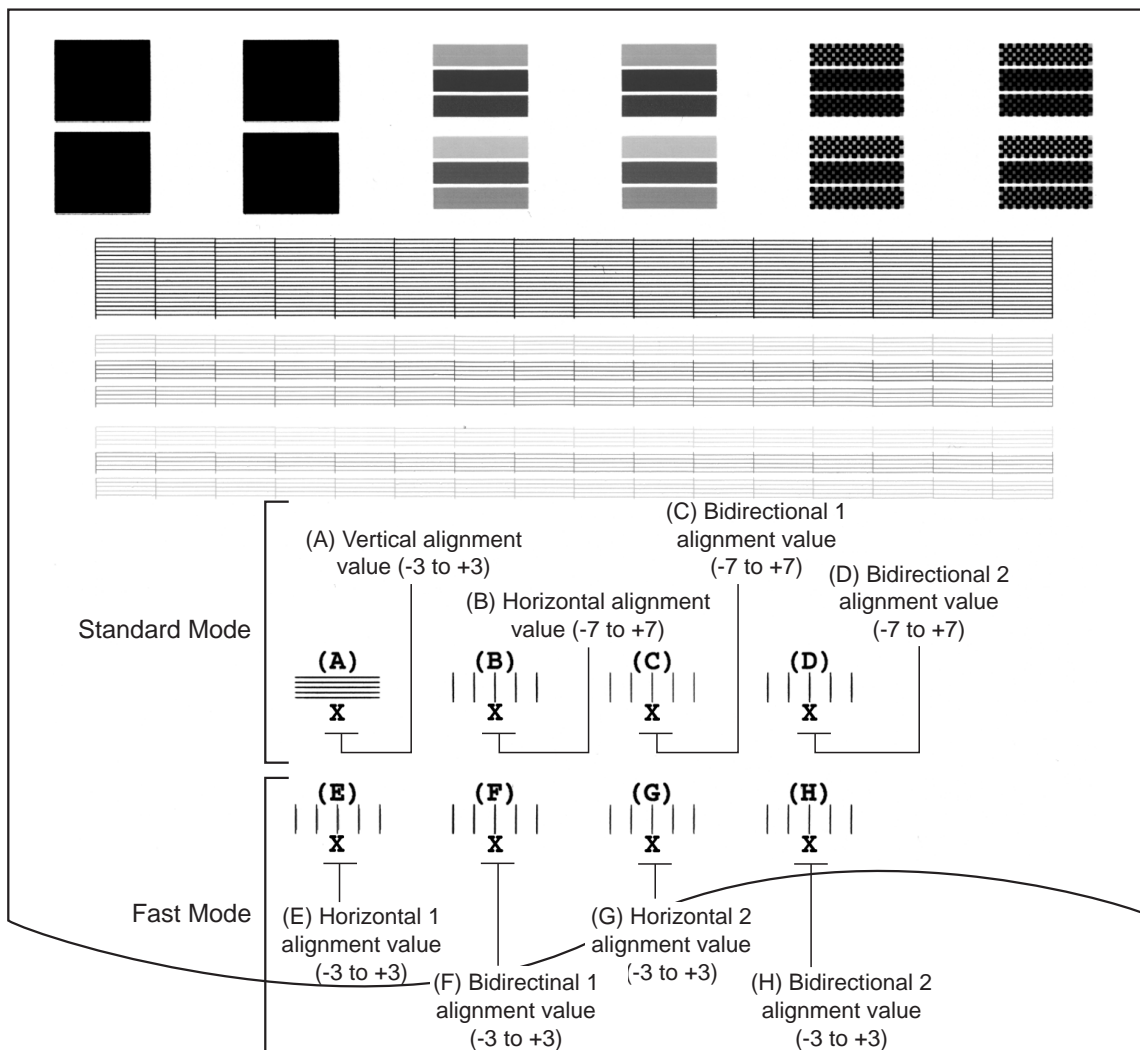 (A) Vertical alignment
value (-3 to +3)
(B) Horizontal alignment
value (-7 to +7)
(C) Bidirectional 1
alignment value
(-7 to +7)
(D) Bidirectional 2
alignment value
(-7 to +7)
Standard Mode
(A) (B) (C) (D)
X X X X
(E) (F) (G) (H)
X X X X
Fast Mode
(E) Horizontal 1
alignment value
(-3 to +3)
(F) Bidirectinal 1
alignment value
(-3 to +3)
(G) Horizontal 2
alignment value
(-3 to +3)
(H) Bidirectional 2
alignment value
(-3 to +3)